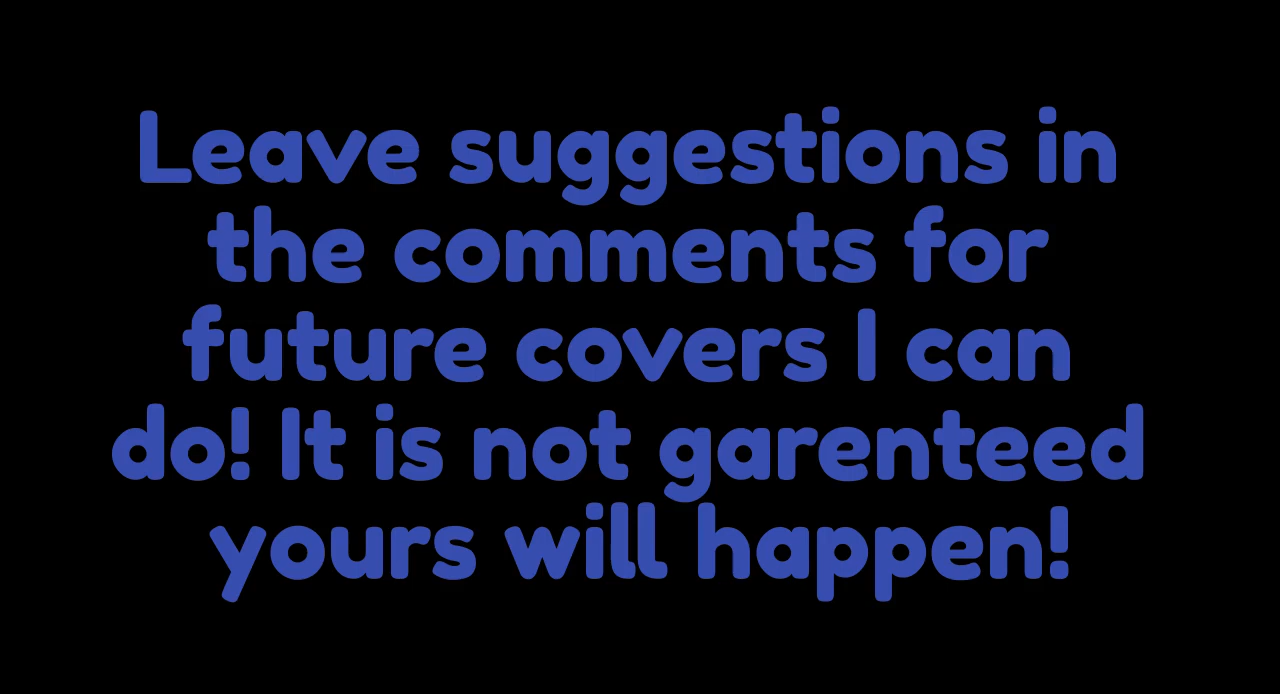 Leave suggestions in
the comments for
future covers I can
do! It is not garenteed
yours will happen!